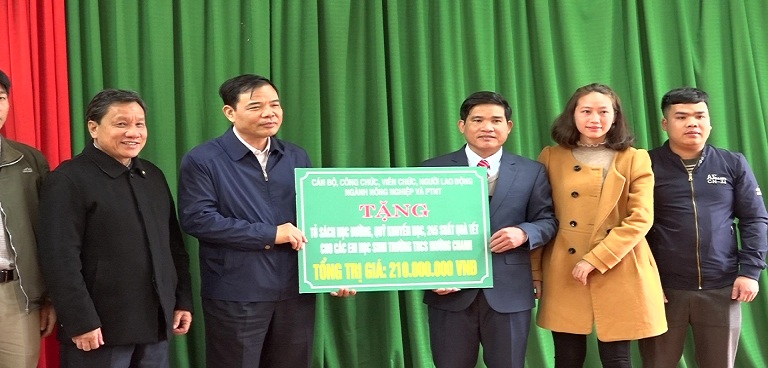 CÁN BỘ, CÔNG CHỨC, VIÊN CHỨC, NGƯỜI LAO ĐỘNG
NGÀNH NÔNG NGHIỆP VÀ PTNT
TẶNG
TỦ SÁCH HỌC ĐƯỜNG, QUỸ KHUYẾN HỌC, 285 SUẤT QUÀ TẾT
CHO CÁC EM HỌC SINH TRƯỜNG THCS MƯỜNG CHANH
TỔNG TRỊ GIÁ: 210.000.000 VNĐ